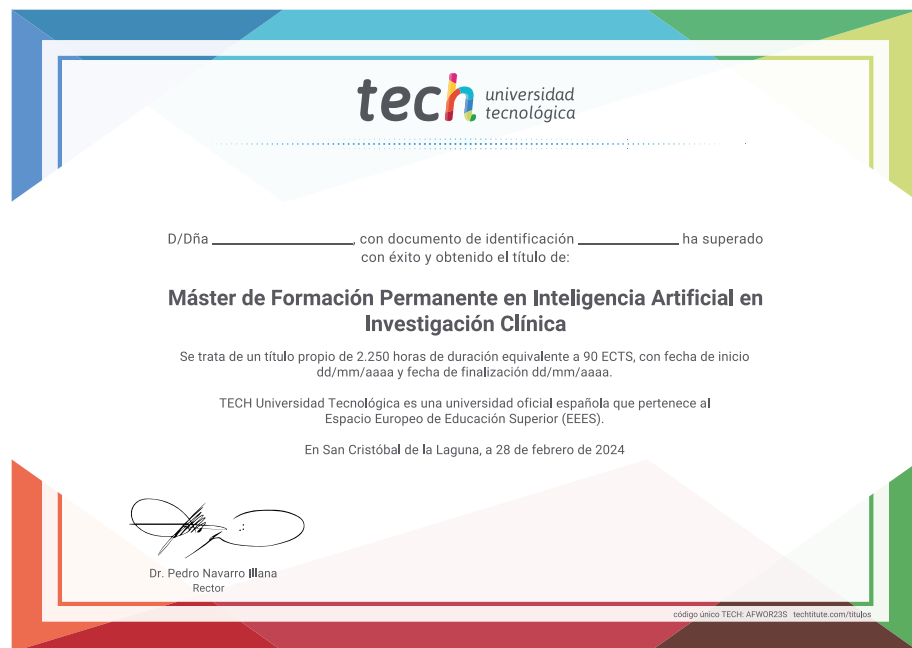 tech universidad
tecnológica
D/Dña ______________, con documento de identificación __________ ha superado
con éxito y obtenido el título de:
Máster de Formación Permanente en Inteligencia Artificial en
Investigación Clínica
Se trata de un título propio de 2.250 horas de duración equivalente a 90 ECTS, con fecha de inicio
dd/mm/aaaa y fecha de finalización dd/mm/aaaa.
TECH Universidad Tecnológica es una universidad oficial española que pertenece al
Espacio Europeo de Educación Superior (EEES).
En San Cristóbal de la Laguna, a 28 de febrero de 2024
Dr. Pedro Navarro Illana
Rector
código único TECH: AFWOR23S techtitute.com/titulos